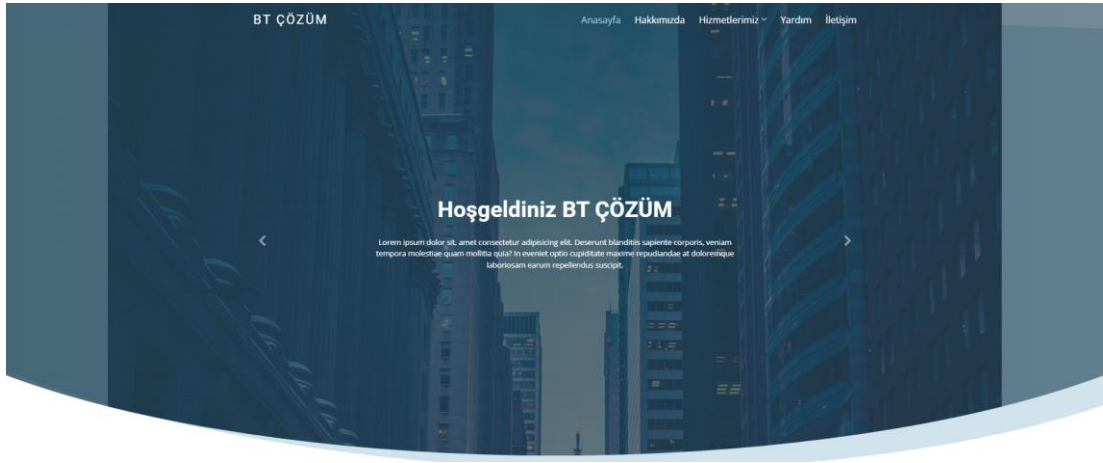 BT ÇÖZÜM
Anasayfa Hakkımızda Hizmetlerimiz Yardım İletişim
Hoşgeldiniz BT ÇÖZÜM
Lorem ipsum dolor sit, amet consectetur adipisicing elit. Deserunt blanditiis sapiente corporis, veniam
tempora molestiae quam mollitia quia? In eveniet optio cupiditate maxime repudiandae at doloremque
laboriosam earum repellendus suscipit.